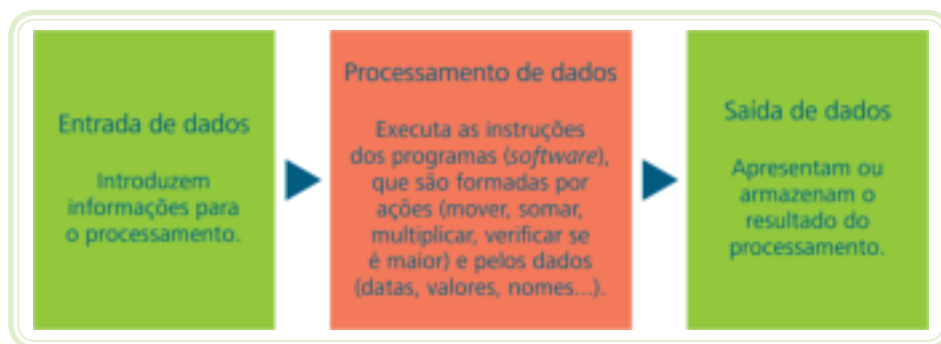 Entrada de dados
Introduzem
informações para
o processamento.
Processamento de dados
Executa as instruções
dos programas (software),
que são formadas por
ações (mover, somar,
multiplicar, verificar se
é maior) e pelos dados
(datas, valores, nomes...).
Saída de dados
Apresentam ou
armazenam o
resultado do
processamento.